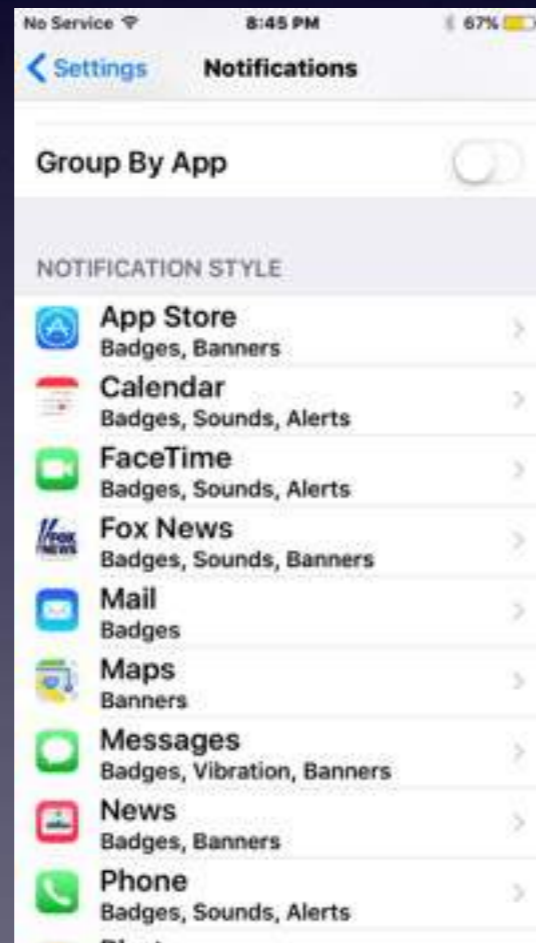 No Service 8:45 PM 67%
Settings Notifications
Group By App
NOTIFICATION STYLE
App Store
Badges, Banners
Calendar
Badges, Sounds, Alerts
FaceTime
Badges, Sounds, Alerts
FOX
NEWS
Fox News
Badges, Sounds, Banners
Mail
Badges
Maps
Banners
Messages
Badges, Vibration, Banners
News
Badges, Banners
Phone
Badges, Sounds, Alerts